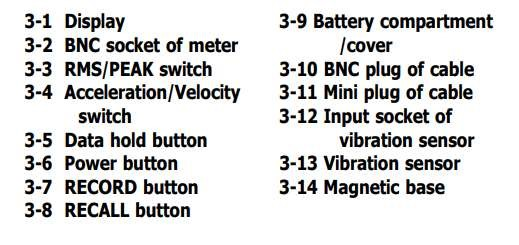 3-1 Display
3-2 BNC socket of meter
3-3 RMS/PEAK switch
3-4 Acceleration/Velocity
switch
3-5 Data hold button
3-6 Power button
3-7 RECORD button
3-8 RECALL button
3-9 Battery compartment
/cover
3-10 BNC plug of cable
3-11 Mini plug of cable
3-12 Input socket of
vibration sensor
3-13 Vibration sensor
3-14 Magnetic base